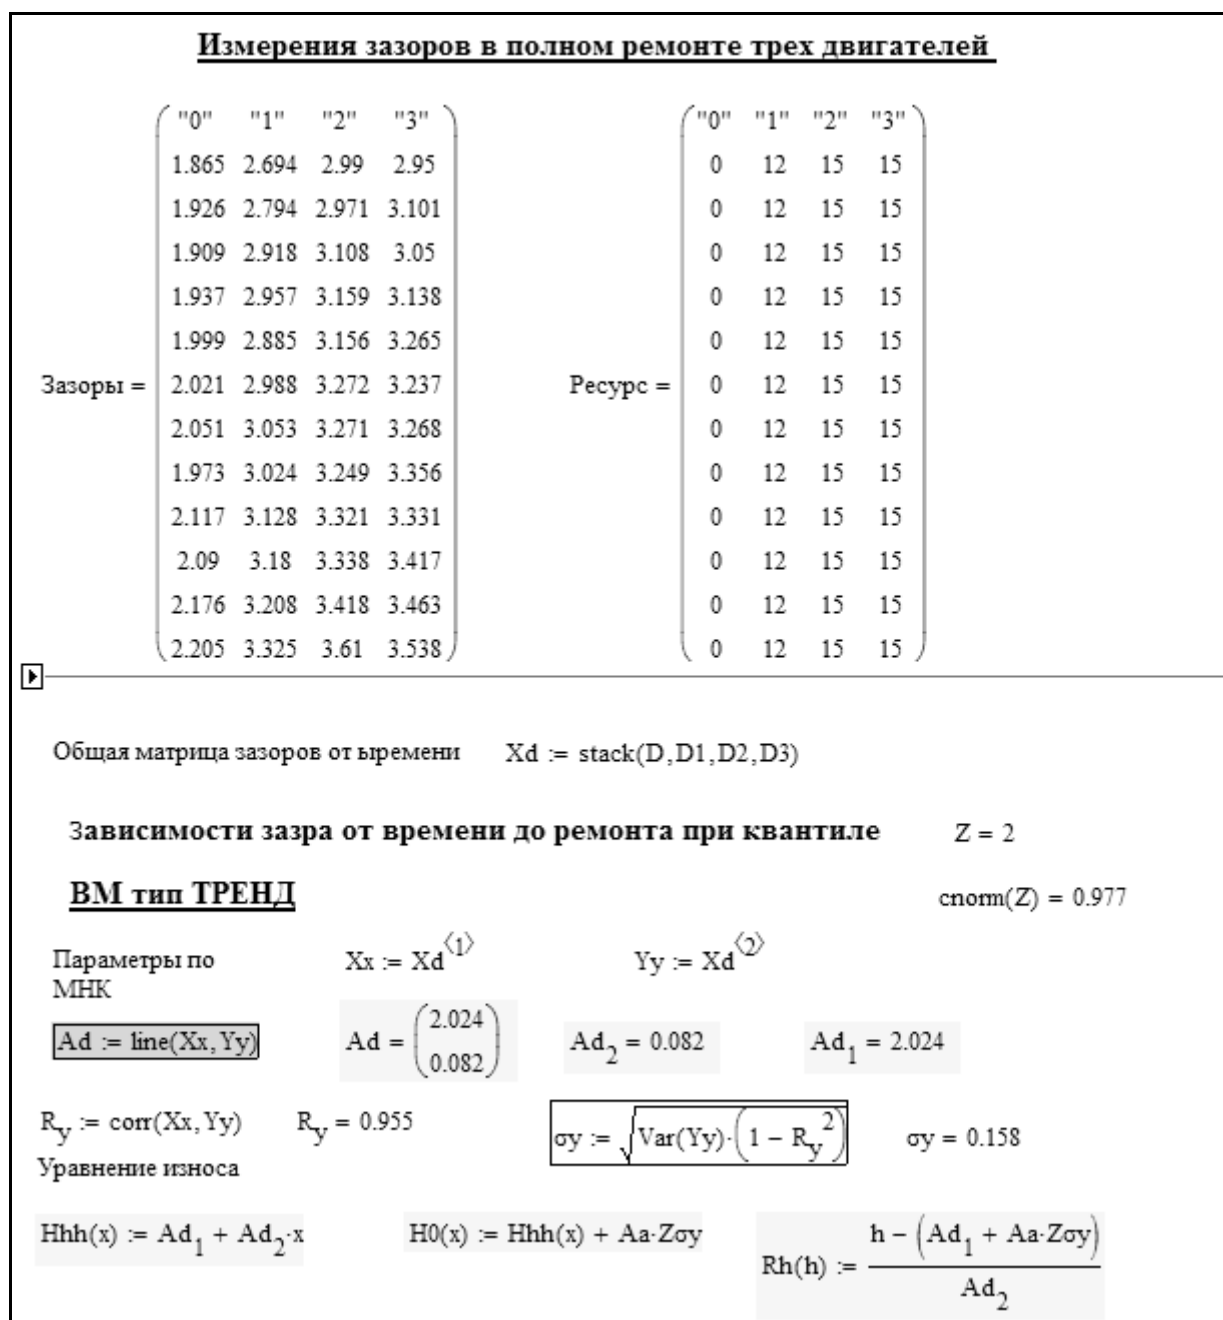 Измерения зазоров в полном ремонте трех двигателей
"0" "1" "2" "3" "0" "1" "2" "3"
1.865 2.694 2.99 2.95 0 12 15 15
1.926 2.794 2.971 3.101 0 12 15 15
1.909 2.918 3.108 3.05 0 12 15 15
1.937 2.957 3.159 3.138 0 12 15 15
1.999 2.885 3.156 3.265 0 12 15 15
Зазоры = 2.021 2.988 3.272 3.237 Ресурс = 0 12 15 15
2.051 3.053 3.271 3.268 0 12 15 15
1.973 3.024 3.249 3.356 0 12 15 15
2.117 3.128 3.321 3.331 0 12 15 15
2.09 3.18 3.338 3.417 0 12 15 15
2.176 3.208 3.418 3.463 0 12 15 15
2.205 3.325 3.61 3.538 0 12 15 15
Общая матрица зазоров от ыремени Xd := stack(D,D1,D2,D3)
Зависимости зазра от времени до ремонта при квантиле Z = 2
ВМ тип ТРЕНД cnorm(Z) = 0.977
Параметры по Xx := Xd^⟨1⟩ Yy := Xd^⟨2⟩
МНК
Ad := line(Xx,Yy) Ad = (2.024 0.082) Ad_2 = 0.082 Ad_1 = 2.024
R_y := corr(Xx,Yy) R_y = 0.955 σy := √(Var(Yy)·(1 − R_y^2)) σy = 0.158
Уравнение износа
Hhh(x) := Ad_1 + Ad_2·x H0(x) := Hhh(x) + Aa·Zσy Rh(h) := (h − (Ad_1 + Aa·Zσy)) / Ad_2